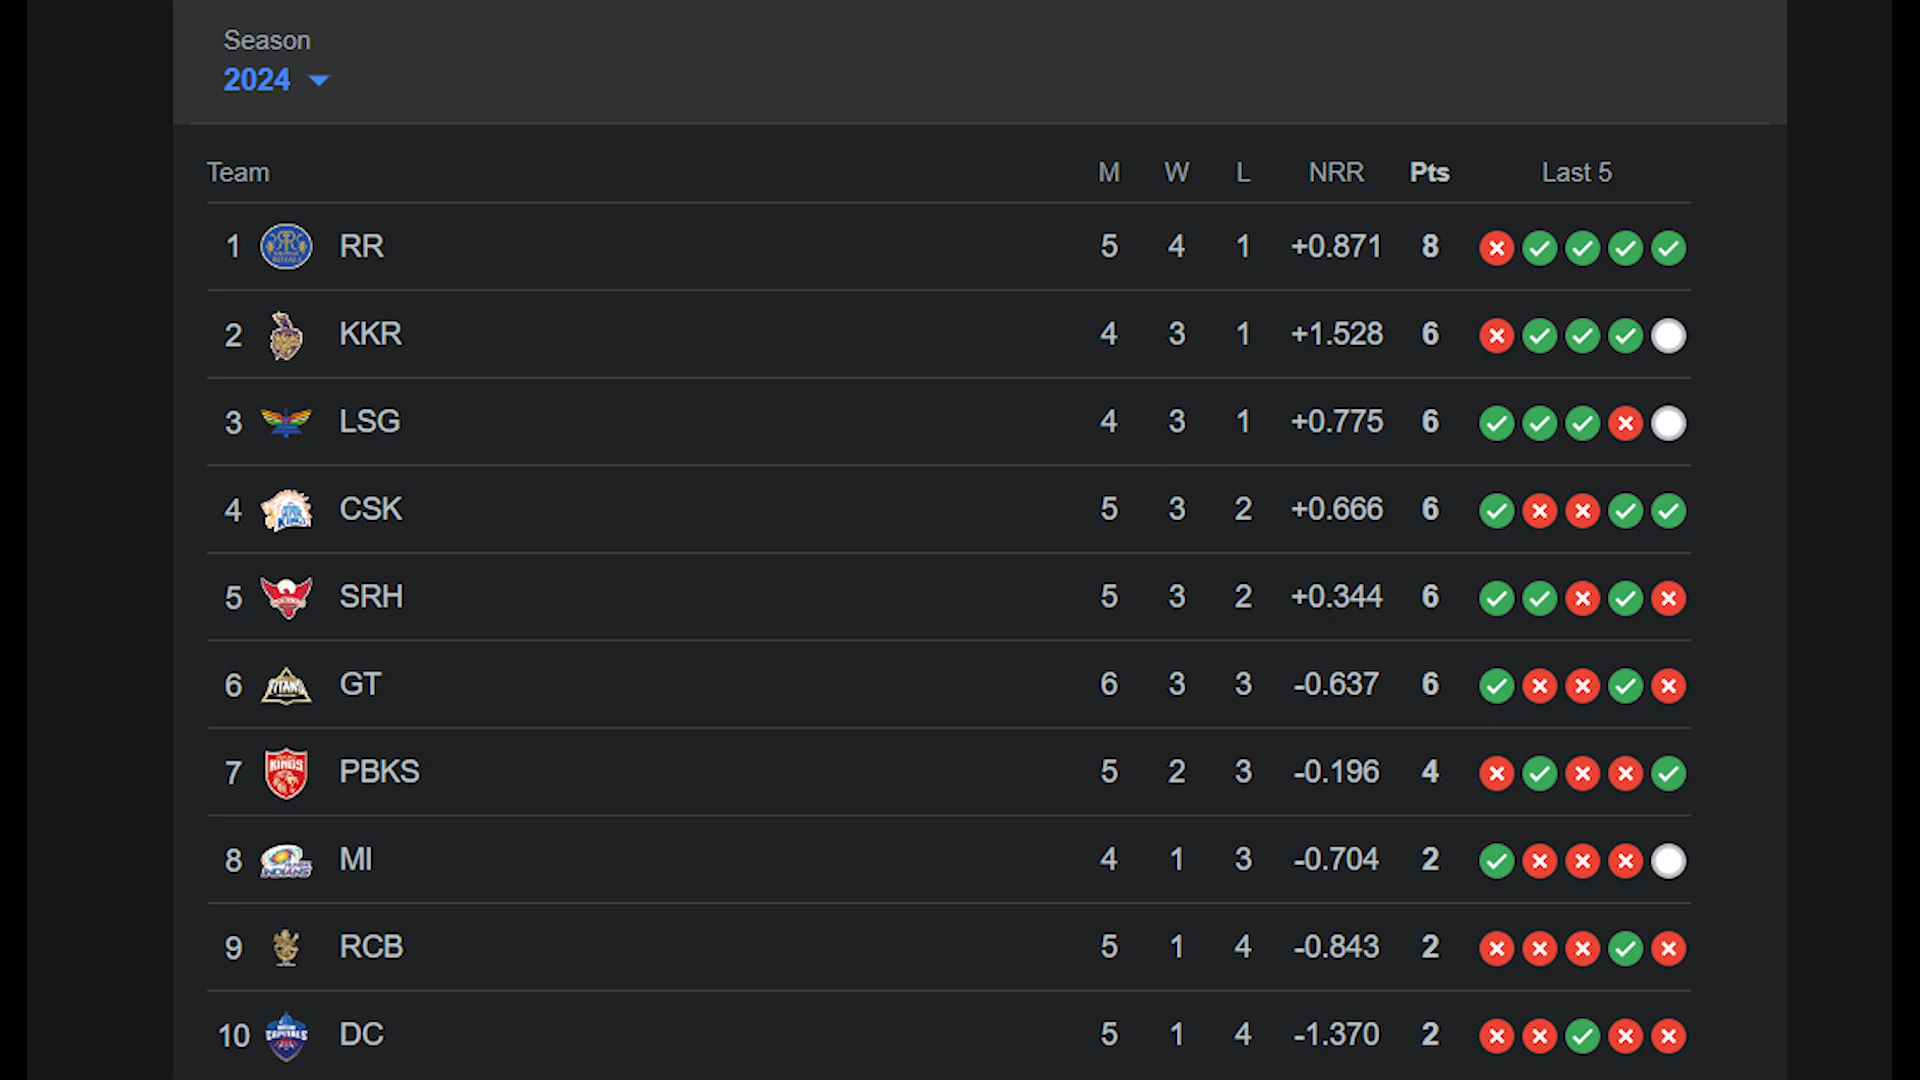 Season
2024
Team M W L NRR Pts Last 5
1 RR 5 4 1 +0.871 8
2 KKR 4 3 1 +1.528 6
3 LSG 4 3 1 +0.775 6
4 CSK 5 3 2 +0.666 6
5 SRH 5 3 2 +0.344 6
6 TITANS GT 6 3 3 -0.637 6
7 KINGS PBKS 5 2 3 -0.196 4
8 INDIANS MI 4 1 3 -0.704 2
9 RCB 5 1 4 -0.843 2
10 CAPITALS DC 5 1 4 -1.370 2